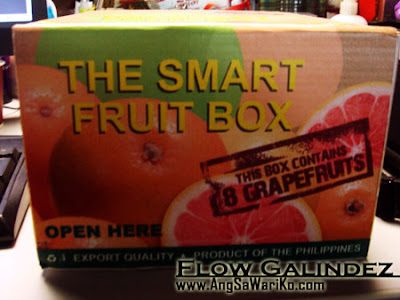 THE SMART
FRUIT BOX
THIS BOX CONTAINS
8 GRAPEFRUITS
OPEN HERE
EXPORT QUALITY • PRODUCT OF THE PHILIPPINES
FLOW GALINDEZ
www.AngSaWariKo.com